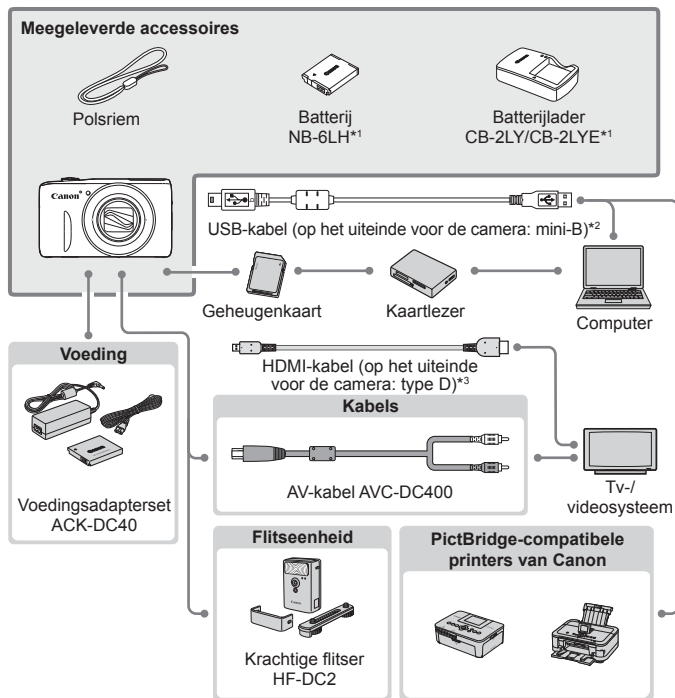 Meegeleverde accessoires
Polsriem
Batterij
NB-6LH*1
Batterijlader
CB-2LY/CB-2LYE*1
Canon
USB-kabel (op het uiteinde voor de camera: mini-B)*2
Geheugenkaart
Kaartlezer
Computer
Voeding
HDMI-kabel (op het uiteinde
voor de camera: type D)*3
Kabels
AV-kabel AVC-DC400
Tv-/
videosysteem
Voedingsadapterset
ACK-DC40
Flitseenheid
Krachtige flitser
HF-DC2
PictBridge-compatibele
printers van Canon